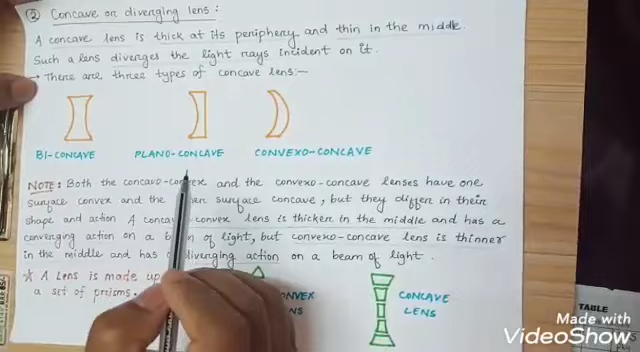 ② Concave or diverging lens :
A concave lens is thick at its periphery and thin in the middle.
Such a lens diverges the light rays incident on it.
→ There are three types of concave lens:—
BI-CONCAVE PLANO-CONCAVE CONVEXO-CONCAVE
NOTE: Both the concavo-convex and the convexo-concave lenses have one
surface convex and the surface concave, but they differ in their
shape and action. A convex lens is thicker in the middle and has a
converging action on a of light, but convexo-concave lens is thinner
in the middle and has diverging action on a beam of light.
☆ A Lens is made up
a set of prisms.
CONCAVE
LENS
TABLE
Made with
VideoShow